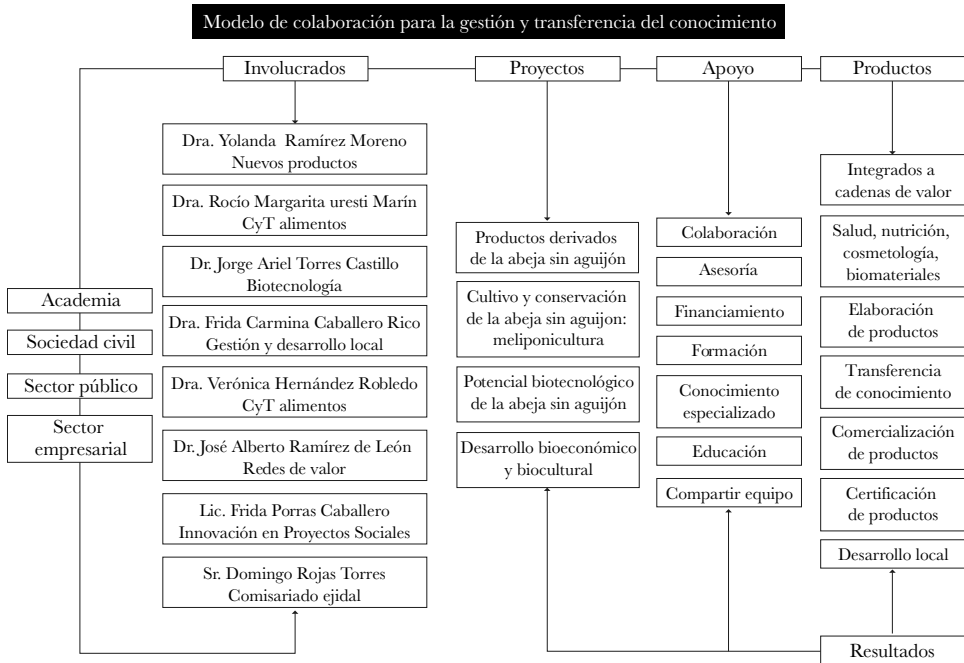 Modelo de colaboración para la gestión y transferencia del conocimiento
Involucrados
Proyectos
Apoyo
Productos
Academia
Sociedad civil
Sector público
Sector
empresarial
Dra. Yolanda Ramírez Moreno
Nuevos productos
Dra. Rocío Margarita uresti Marín
CyT alimentos
Dr. Jorge Ariel Torres Castillo
Biotecnología
Dra. Frida Carmina Caballero Rico
Gestión y desarrollo local
Dra. Verónica Hernández Robledo
CyT alimentos
Dr. José Alberto Ramírez de León
Redes de valor
Lic. Frida Porras Caballero
Innovación en Proyectos Sociales
Sr. Domingo Rojas Torres
Comisariado ejidal
Productos derivados
de la abeja sin aguijón
Cultivo y conservación
de la abeja sin aguijon:
meliponicultura
Potencial biotecnológico
de la abeja sin aguijón
Desarrollo bioeconómico
y biocultural
Colaboración
Asesoría
Financiamiento
Formación
Conocimiento
especializado
Educación
Compartir equipo
Integrados a
cadenas de valor
Salud, nutrición,
cosmetología,
biomateriales
Elaboración
de productos
Transferencia
de conocimiento
Comercialización
de productos
Certificación
de productos
Desarrollo local
Resultados